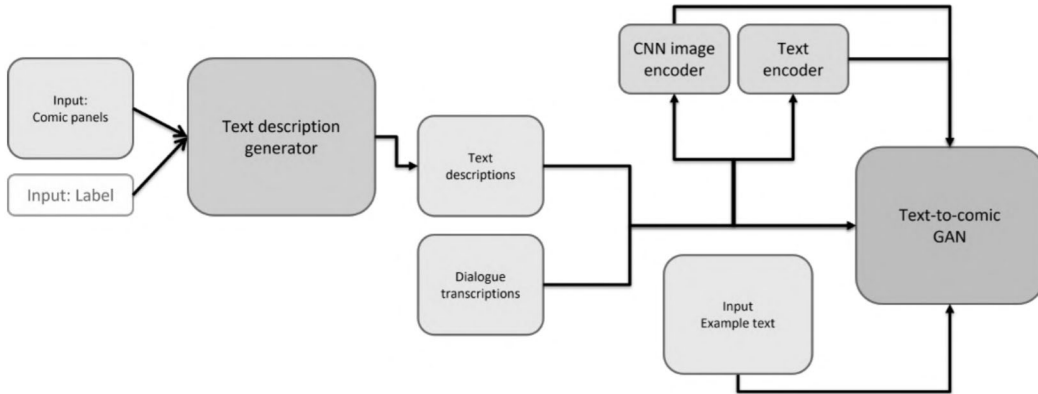 Input:
Comic panels
Input: Label
Text description
generator
Text
descriptions
Dialogue
transcriptions
CNN image
encoder
Text
encoder
Input
Example text
Text-to-comic
GAN